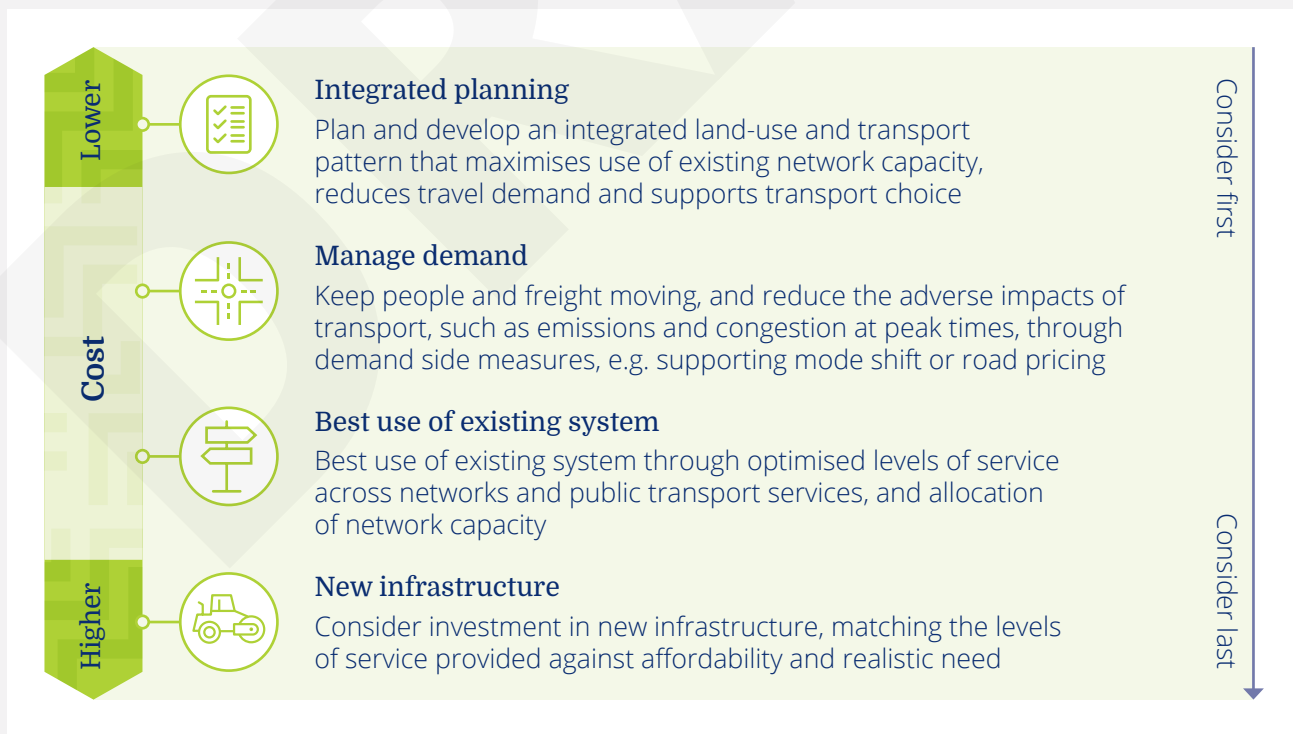 Lower
Cost
Higher
Integrated planning
Plan and develop an integrated land-use and transport
pattern that maximises use of existing network capacity,
reduces travel demand and supports transport choice
Manage demand
Keep people and freight moving, and reduce the adverse impacts of
transport, such as emissions and congestion at peak times, through
demand side measures, e.g. supporting mode shift or road pricing
Best use of existing system
Best use of existing system through optimised levels of service
across networks and public transport services, and allocation
of network capacity
New infrastructure
Consider investment in new infrastructure, matching the levels
of service provided against affordability and realistic need
Consider first
Consider last